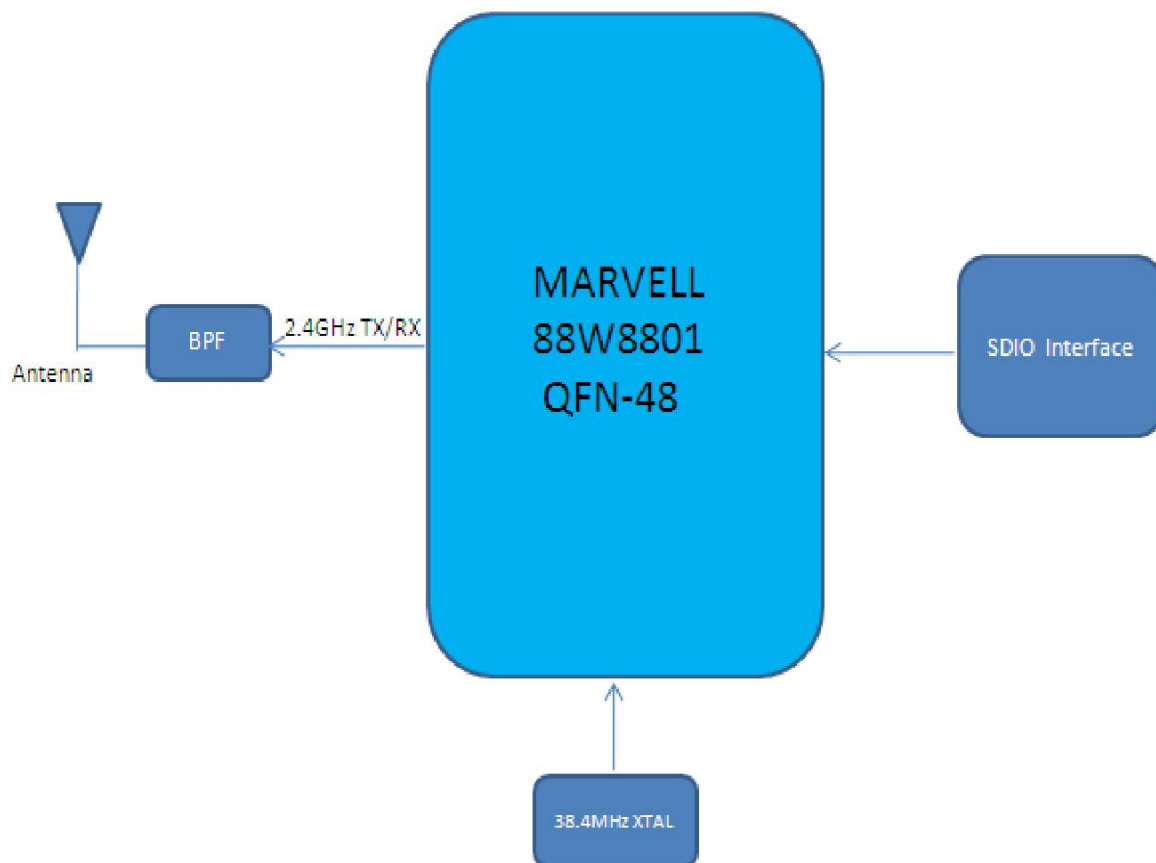 MARVELL
88W8801
QFN-48
2.4GHz TX/RX
BPF
SDIO Interface
Antenna
38.4MHz XTAL